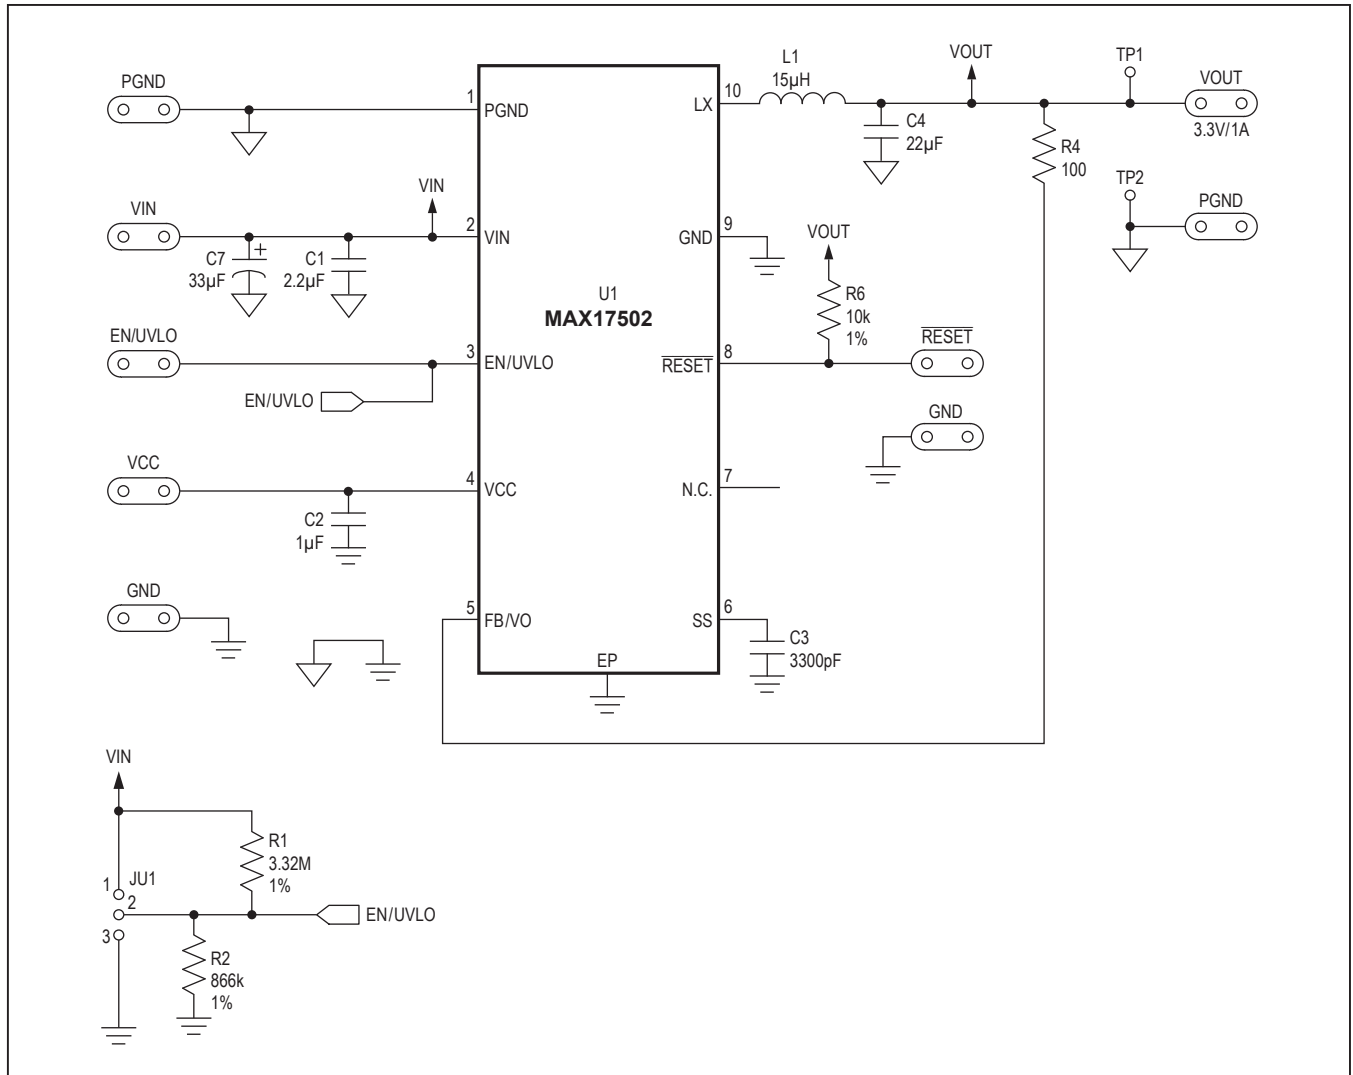 PGND
1
PGND
VIN
VIN
2
VIN
C7
33µF
+
C1
2.2µF
EN/UVLO
3
EN/UVLO
EN/UVLO
VCC
4
VCC
C2
1µF
GND
5
FB/VO
U1
MAX17502
EP
LX
10
L1
15µH
C4
22µF
VOUT
R4
100
TP1
VOUT
3.3V/1A
TP2
PGND
GND
9
VOUT
R6
10k
1%
RESET
8
RESET
GND
N.C.
7
SS
6
C3
3300pF
VIN
R1
3.32M
1%
1
JU1
2
3
EN/UVLO
R2
866k
1%